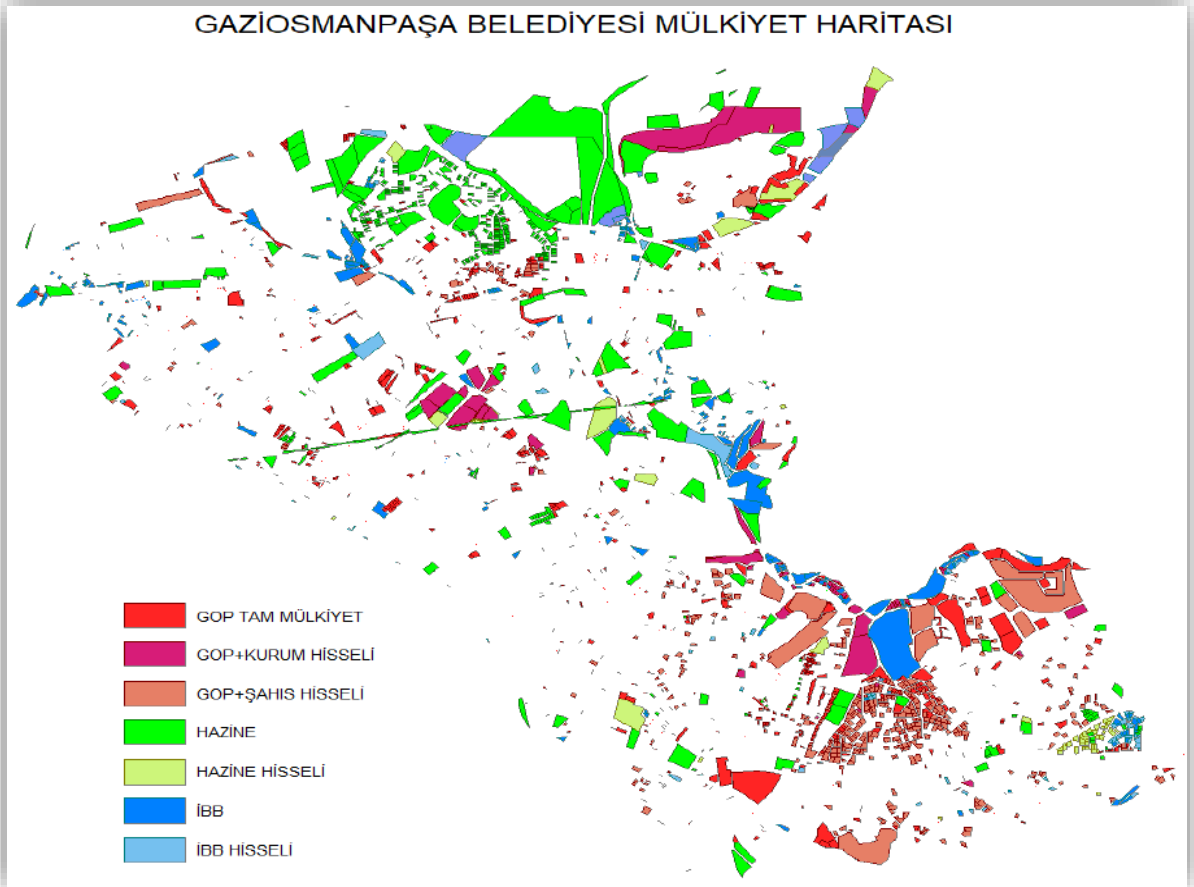 GAZİOSMANPAŞA BELEDİYESİ MÜLKİYET HARİTASI
GOP TAM MÜLKİYET
GOP+KURUM HİSSELİ
GOP+ŞAHIS HİSSELİ
HAZİNE
HAZİNE HİSSELİ
İBB
İBB HİSSELİ